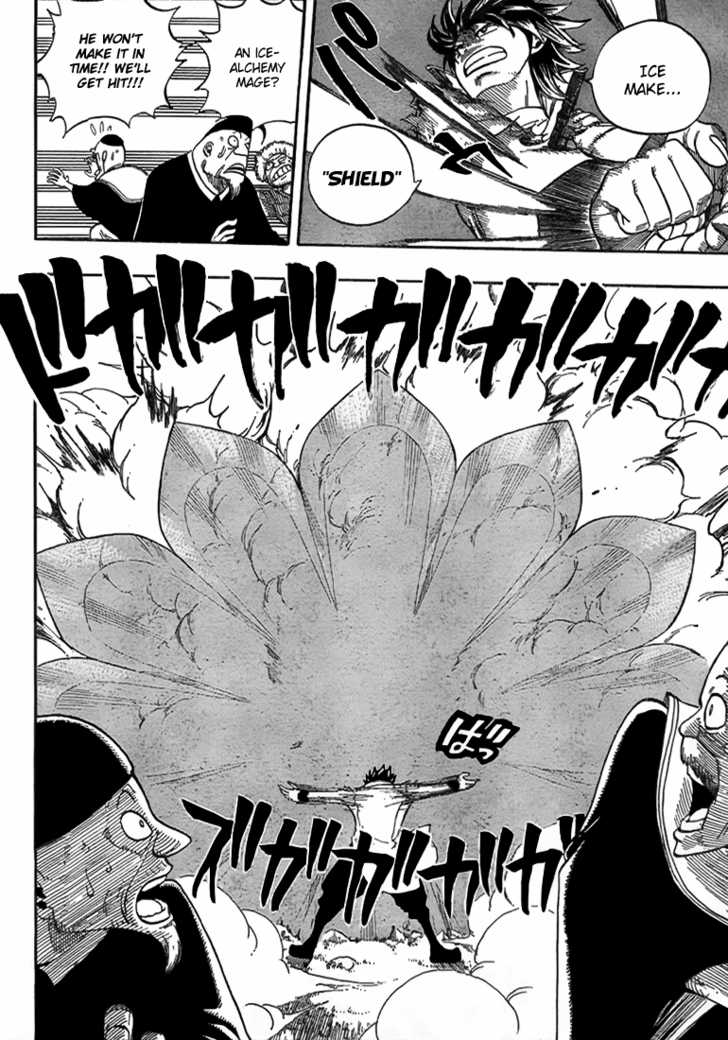 ICE
MAKE...
"SHIELD"
パ
AN ICE-
ALCHEMY
MAGE?
HE WON'T
MAKE IT IN
TIME!! WE'LL
GET HIT!!!
ドガガガガガガ
ばっ
ズガガガガ